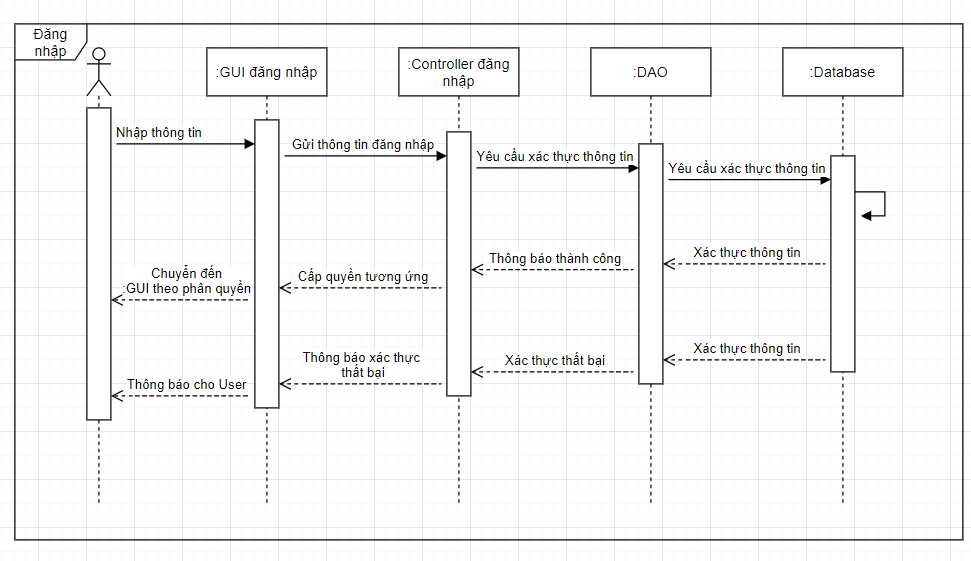 Đăng
nhập
:GUI đăng nhập
:Controller đăng
nhập
:DAO
:Database
Nhập thông tin
Gửi thông tin đăng nhập
Yêu cầu xác thực thông tin
Yêu cầu xác thực thông tin
Xác thực thông tin
Thông báo thành công
Cấp quyền tương ứng
Chuyển đến
:GUI theo phân quyền
Xác thực thông tin
Xác thực thất bại
Thông báo xác thực
thất bại
Thông báo cho User